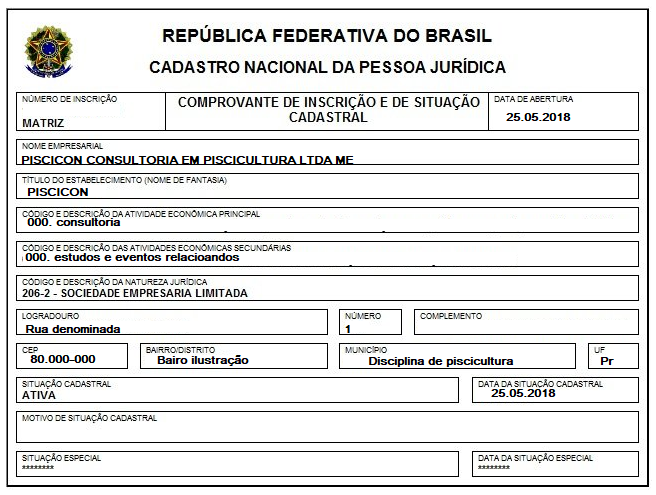 REPÚBLICA FEDERATIVA DO BRASIL
CADASTRO NACIONAL DA PESSOA JURÍDICA
NÚMERO DE INSCRIÇÃO
MATRIZ
COMPROVANTE DE INSCRIÇÃO E DE SITUAÇÃO
CADASTRAL
DATA DE ABERTURA
25.05.2018
NOME EMPRESARIAL
PISCICON CONSULTORIA EM PISCICULTURA LTDA ME
TÍTULO DO ESTABELECIMENTO (NOME DE FANTASIA)
PISCICON
CÓDIGO E DESCRIÇÃO DA ATIVIDADE ECONÔMICA PRINCIPAL
000. consultoria
CÓDIGO E DESCRIÇÃO DAS ATIVIDADES ECONÔMICAS SECUNDÁRIAS
000. estudos e eventos relacioandos
CÓDIGO E DESCRIÇÃO DA NATUREZA JURÍDICA
206-2 - SOCIEDADE EMPRESARIA LIMITADA
LOGRADOURO
Rua denominada
NÚMERO
1
COMPLEMENTO
CEP
80.000-000
BAIRRO/DISTRITO
Bairo ilustração
MUNICÍPIO
Disciplina de piscicultura
UF
Pr
SITUAÇÃO CADASTRAL
ATIVA
DATA DA SITUAÇÃO CADASTRAL
25.05.2018
MOTIVO DE SITUAÇÃO CADASTRAL
SITUAÇÃO ESPECIAL
********
DATA DA SITUAÇÃO ESPECIAL
********